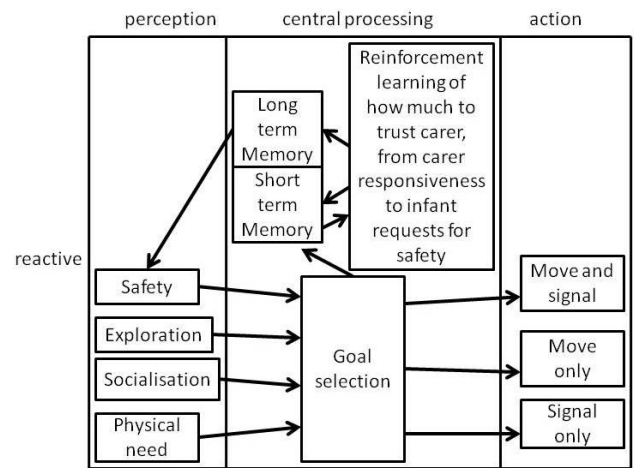 perception
central processing
action
Reinforcement
learning of
how much to
trust carer,
from carer
responsiveness
to infant
requests for
safety
Long
term
Memory
Short
term
Memory
reactive
Safety
Exploration
Socialisation
Physical
need
Goal
selection
Move and
signal
Move
only
Signal
only